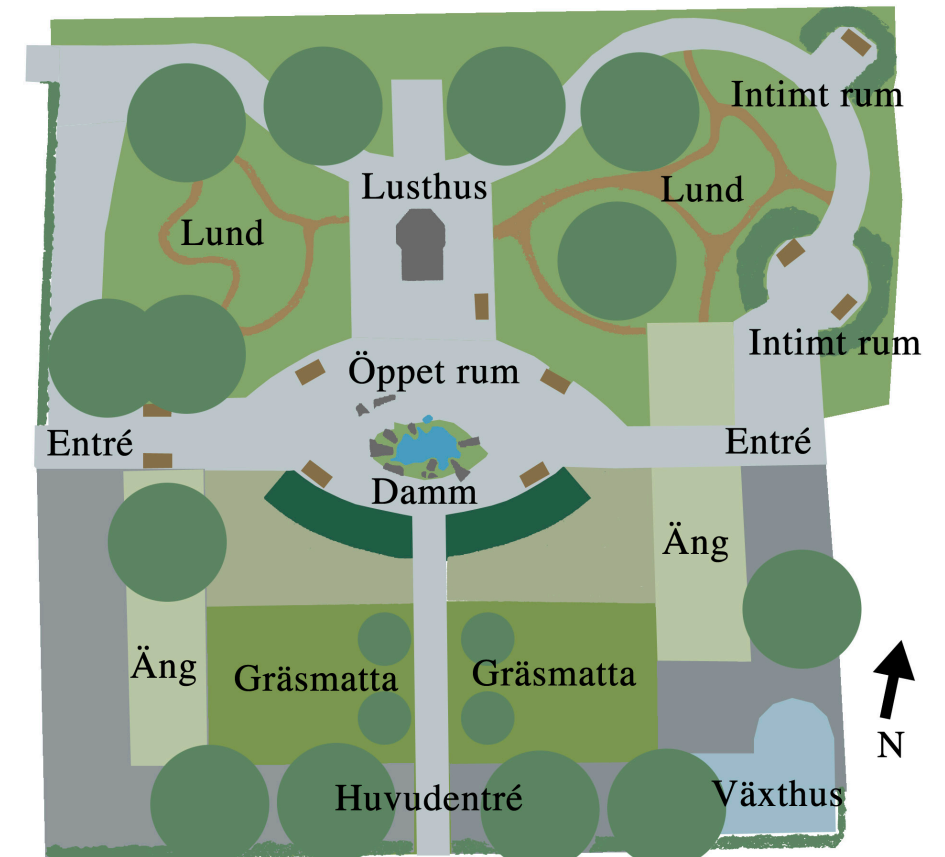 Intimt rum
Lusthus
Lund
Lund
Intimt rum
Öppet rum
Entré
Entré
Damm
Äng
Äng
Gräsmatta
Gräsmatta
N
Huvudentré
Växthus